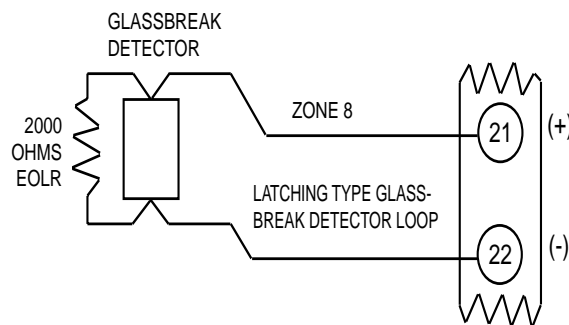 GLASSBREAK
DETECTOR
2000
OHMS
EOLR
ZONE 8
21
(+)
LATCHING TYPE GLASS-
BREAK DETECTOR LOOP
22
(-)